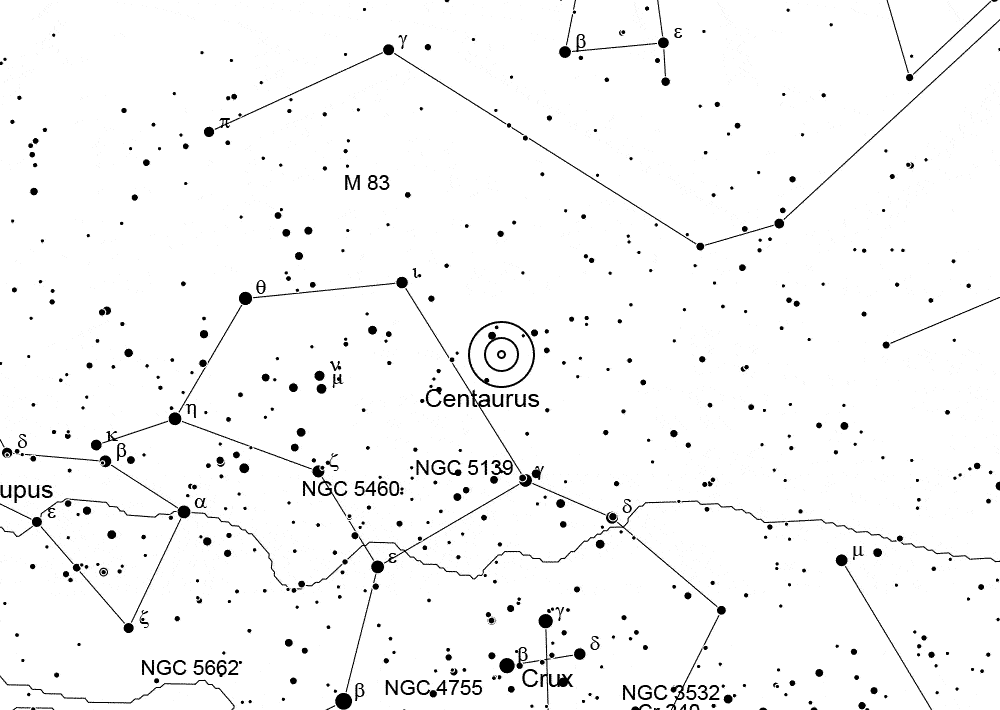 γ
β
ε
π
M 83
θ
ι
ν
μ
Centaurus
η
κ
δ
β
ζ
NGC 5139
γ
NGC 5460
upus
ε
α
δ
ε
μ
ζ
γ
δ
β
NGC 5662
Crux
β
NGC 4755
NGC 3532